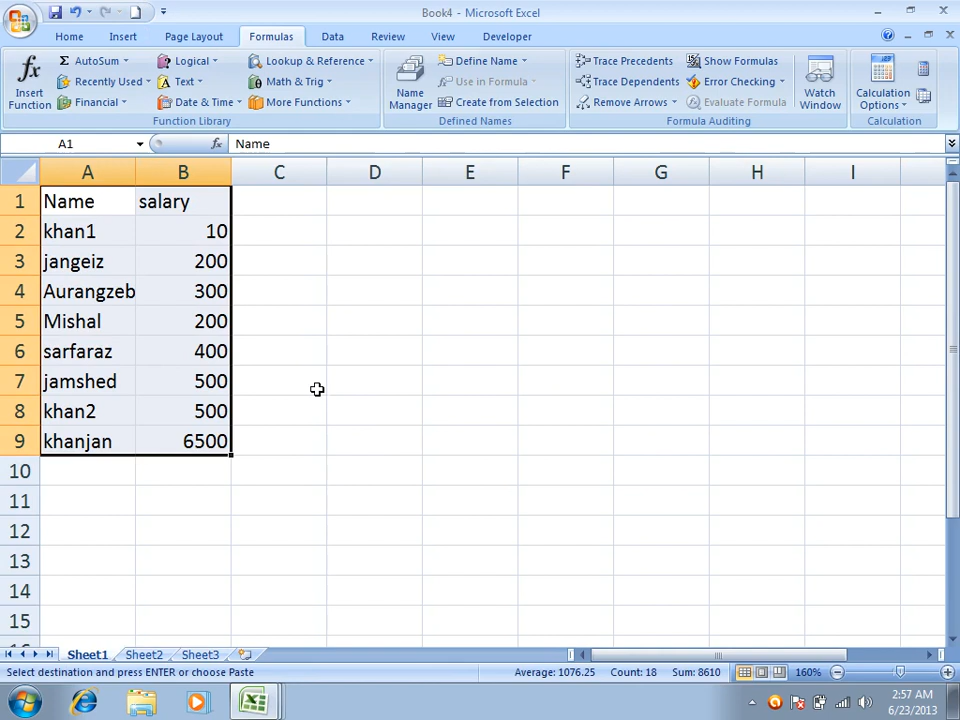 Book4 - Microsoft Excel
Home Insert Page Layout Formulas Data Review View Developer
Σ AutoSum Logical Lookup & Reference Define Name Trace Precedents Show Formulas
Recently Used Text Math & Trig Use in Formula Trace Dependents Error Checking
Financial Date & Time More Functions Create from Selection Remove Arrows Evaluate Formula
fx Insert Function
Name Manager
Watch Window
Calculation Options
Function Library Defined Names Formula Auditing Calculation
A1 fx Name
A B C D E F G H I
1 Name salary
2 khan1 10
3 jangeiz 200
4 Aurangzeb 300
5 Mishal 200
6 sarfaraz 400
7 jamshed 500
8 khan2 500
9 khanjan 6500
10
11
12
13
14
15
Sheet1 Sheet2 Sheet3
Select destination and press ENTER or choose Paste Average: 1076.25 Count: 18 Sum: 8610 160%
2:57 AM
6/23/2013